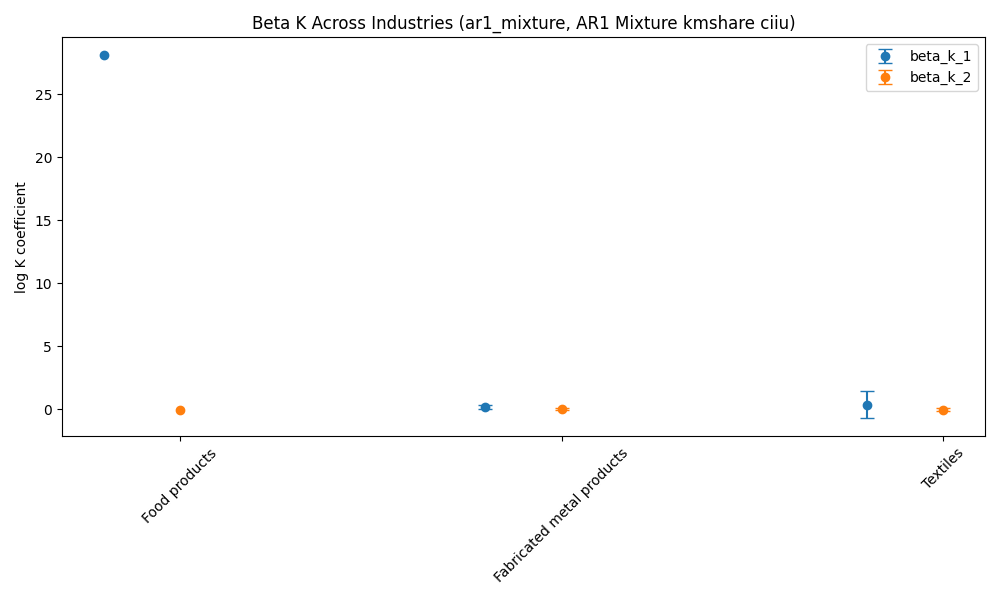 Beta K Across Industries (ar1_mixture, AR1 Mixture kmshare ciiu)
beta_k_1
beta_k_2
log K coefficient
25
20
15
10
5
0
Food products
Fabricated metal products
Textiles